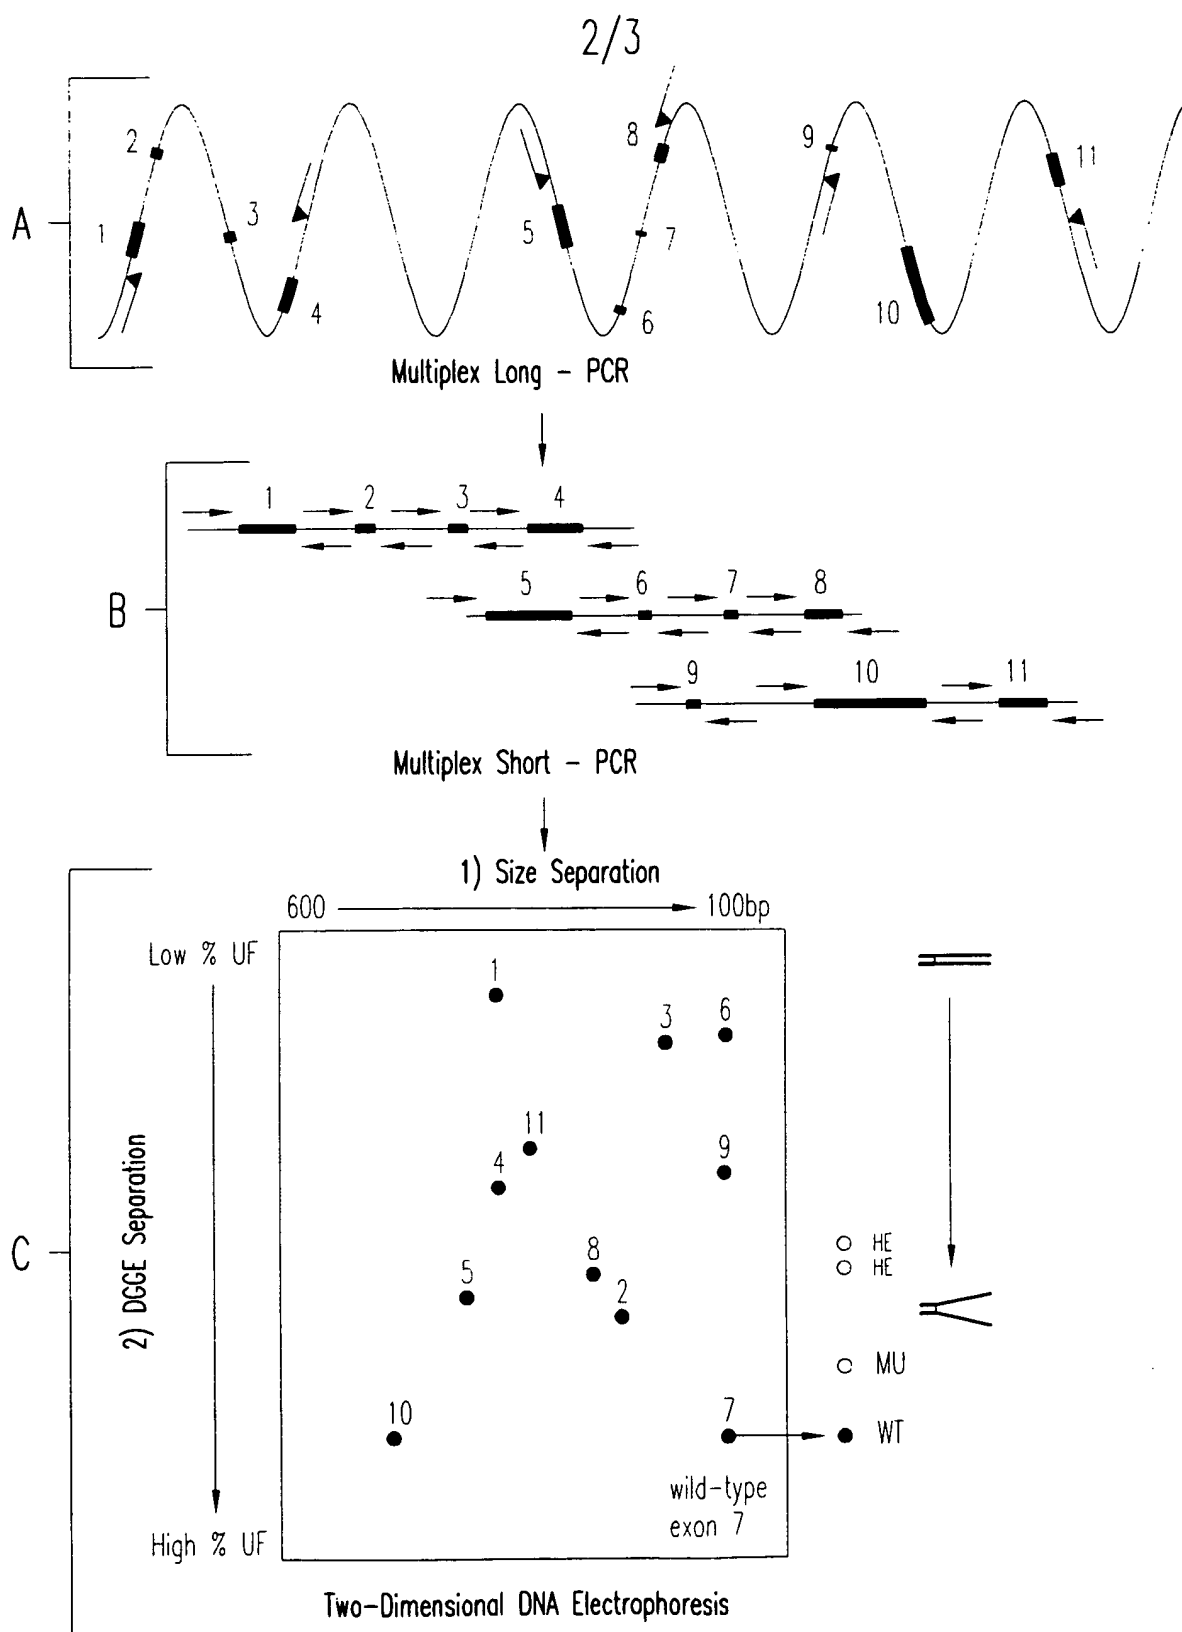 2/3
A
1
2
3
4
5
6
7
8
9
10
11
Multiplex Long - PCR
B
1 2 3 4
5 6 7 8
9 10 11
Multiplex Short - PCR
1) Size Separation
600 100bp
Low % UF
C
2) DGGE Separation
1
3
6
11
4
9
8
5
2
10
7
HE
HE
MU
WT
wild-type
exon 7
High % UF
Two-Dimensional DNA Electrophoresis